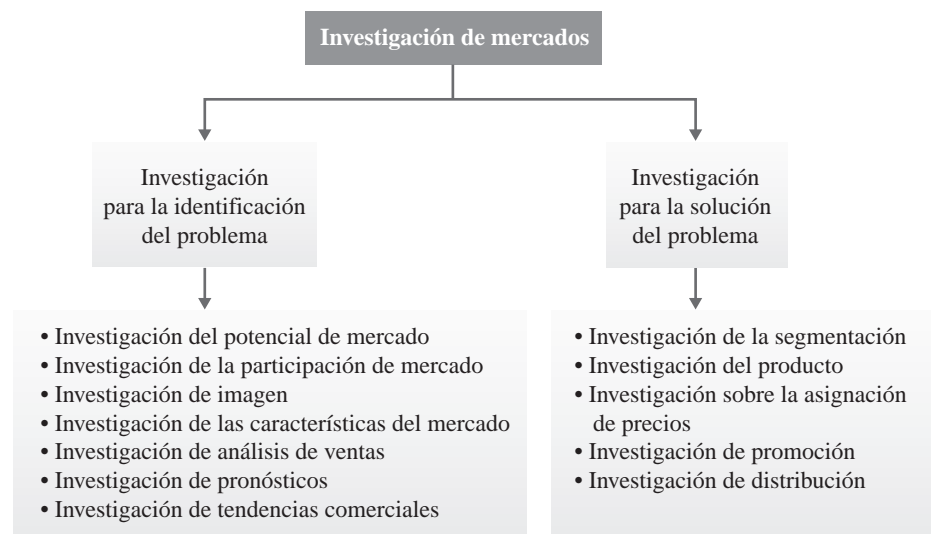 Investigación de mercados
Investigación
para la identificación
del problema
Investigación
para la solución
del problema
• Investigación del potencial de mercado
• Investigación de la participación de mercado
• Investigación de imagen
• Investigación de las características del mercado
• Investigación de análisis de ventas
• Investigación de pronósticos
• Investigación de tendencias comerciales
• Investigación de la segmentación
• Investigación del producto
• Investigación sobre la asignación
de precios
• Investigación de promoción
• Investigación de distribución